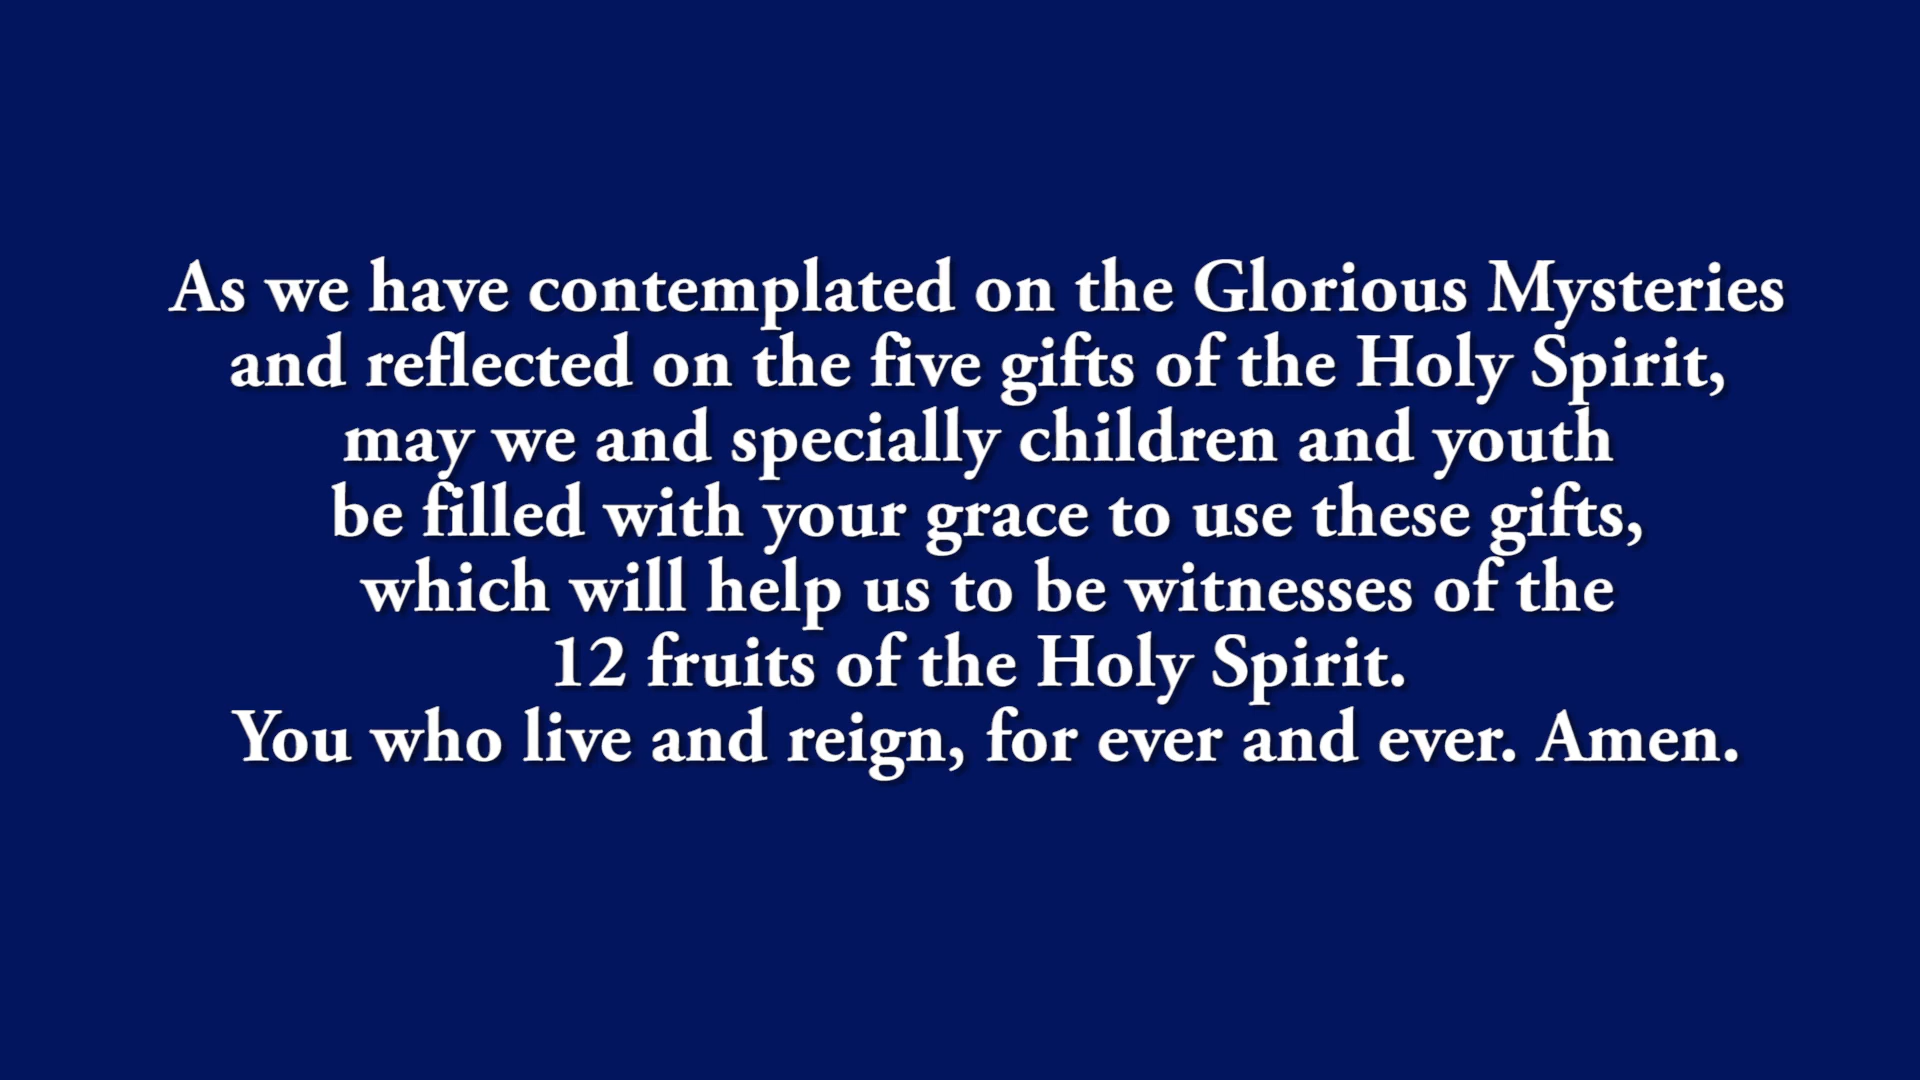 As we have contemplated on the Glorious Mysteries
and reflected on the five gifts of the Holy Spirit,
may we and specially children and youth
be filled with your grace to use these gifts,
which will help us to be witnesses of the
12 fruits of the Holy Spirit.
You who live and reign, for ever and ever. Amen.